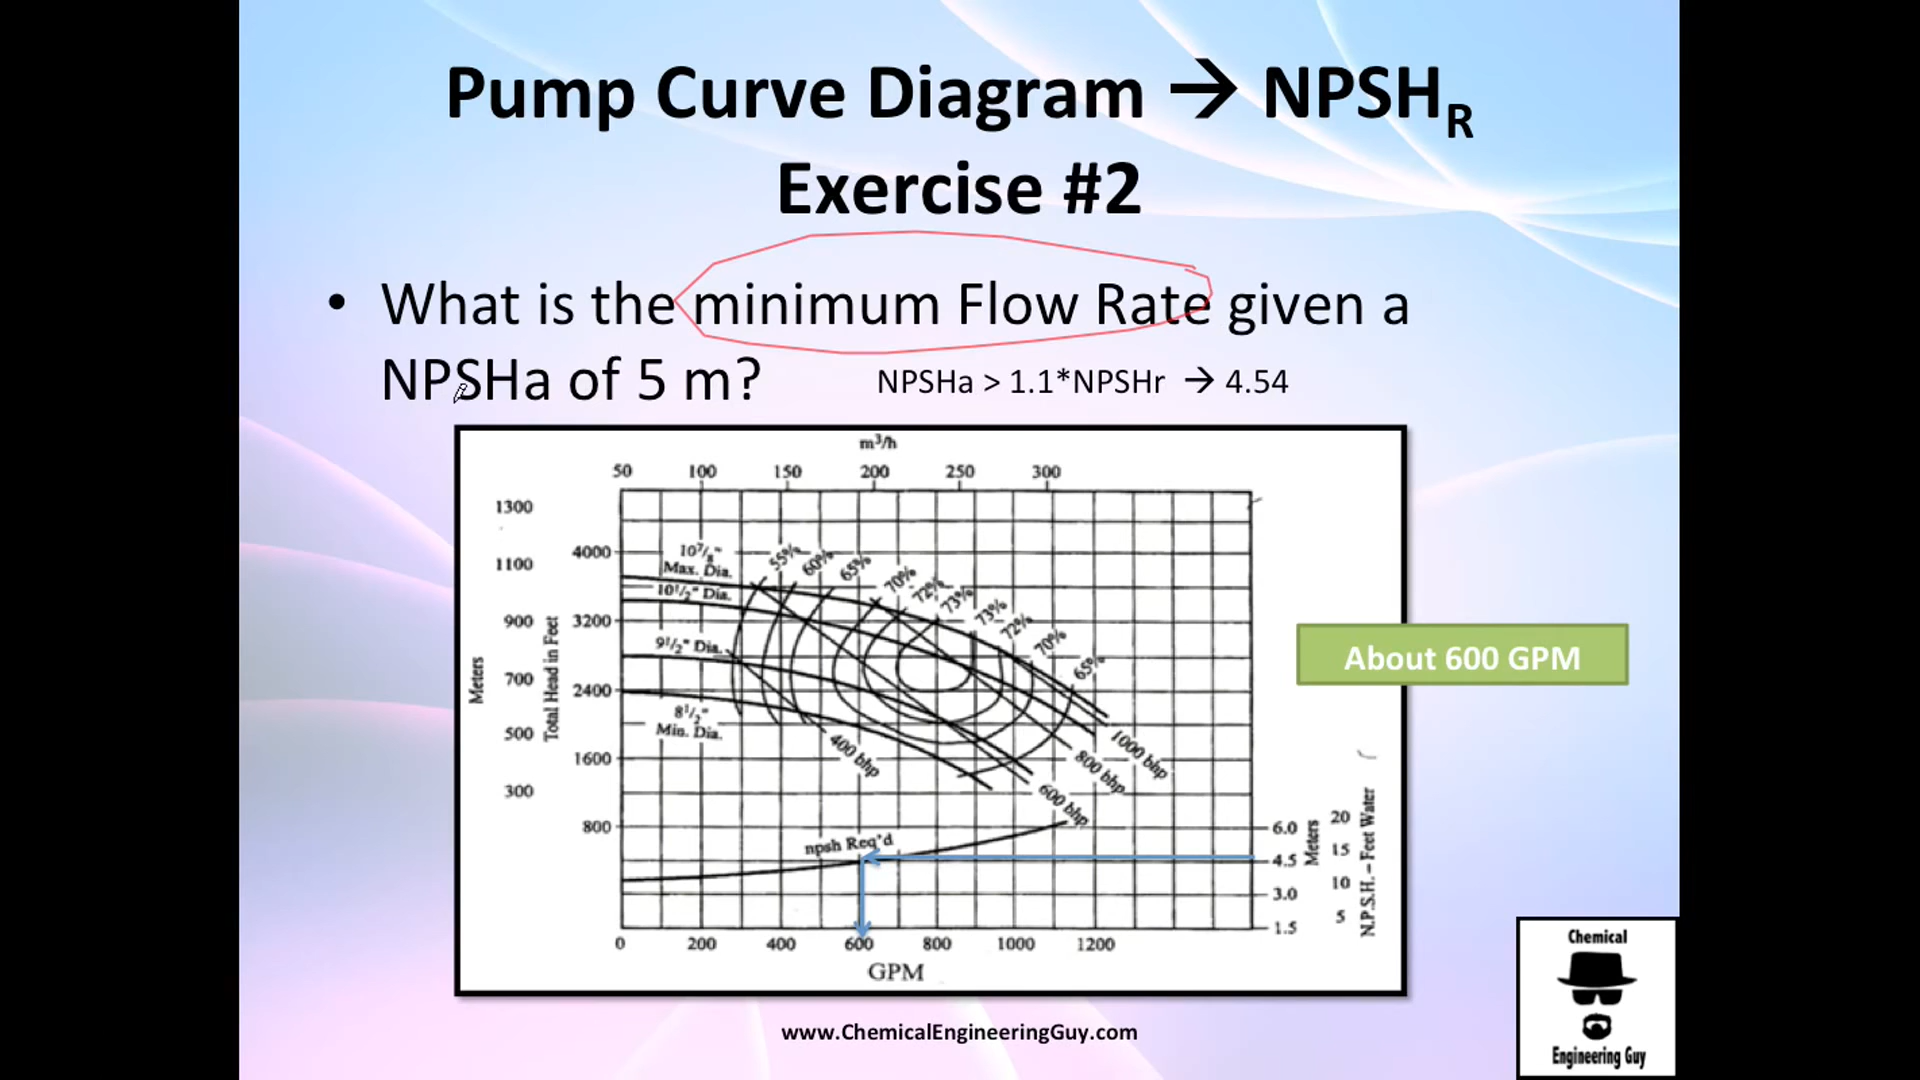 Pump Curve Diagram → NPSHR
Exercise #2
• What is the minimum Flow Rate given a
NPSHa of 5 m?
NPSHa > 1.1*NPSHr → 4.54
m³/h
50 100 150 200 250 300
1300
1100
900
700
500
300
Meters
4000
3200
2400
1600
800
Total Head in Feet
10⁷/₈"
Max. Dia.
10¹/₂" Dia.
9¹/₂" Dia.
8¹/₂"
Min. Dia.
55% 60% 65% 70% 72% 73% 73% 72% 70% 65%
400 bhp
600 bhp
800 bhp
1000 bhp
npsh Req'd
6.0
4.5
3.0
1.5
Meters
20
15
10
5
N.P.S.H. – Feet Water
0 200 400 600 800 1000 1200
GPM
About 600 GPM
www.ChemicalEngineeringGuy.com
Chemical
Engineering Guy